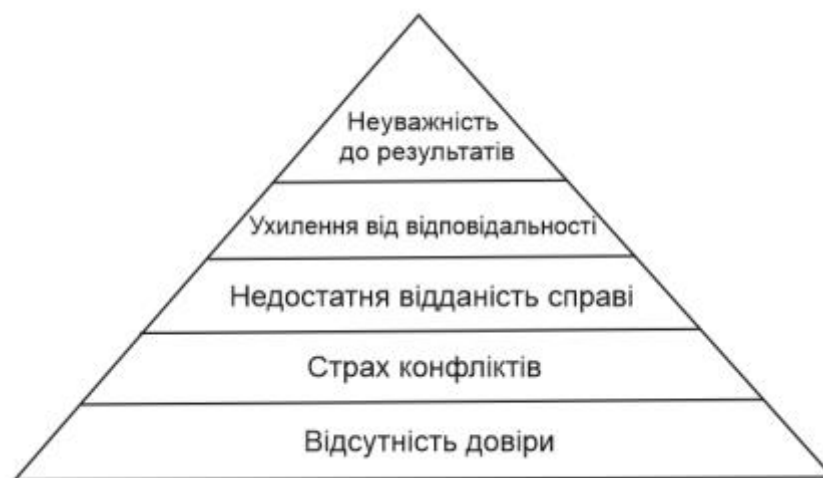 Неуважність
до результатів
Ухилення від відповідальності
Недостатня відданість справі
Страх конфліктів
Відсутність довіри